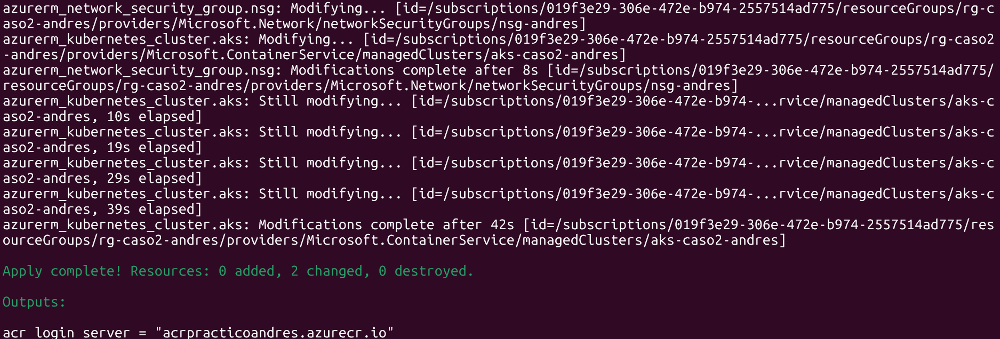 azurerm_network_security_group.nsg: Modifying... [id=/subscriptions/019f3e29-306e-472e-b974-2557514ad775/resourceGroups/rg-c
aso2-andres/providers/Microsoft.Network/networkSecurityGroups/nsg-andres]
azurerm_kubernetes_cluster.aks: Modifying... [id=/subscriptions/019f3e29-306e-472e-b974-2557514ad775/resourceGroups/rg-caso2
-andres/providers/Microsoft.ContainerService/managedClusters/aks-caso2-andres]
azurerm_network_security_group.nsg: Modifications complete after 8s [id=/subscriptions/019f3e29-306e-472e-b974-2557514ad775/
resourceGroups/rg-caso2-andres/providers/Microsoft.Network/networkSecurityGroups/nsg-andres]
azurerm_kubernetes_cluster.aks: Still modifying... [id=/subscriptions/019f3e29-306e-472e-b974-...rvice/managedClusters/aks-c
aso2-andres, 10s elapsed]
azurerm_kubernetes_cluster.aks: Still modifying... [id=/subscriptions/019f3e29-306e-472e-b974-...rvice/managedClusters/aks-c
aso2-andres, 19s elapsed]
azurerm_kubernetes_cluster.aks: Still modifying... [id=/subscriptions/019f3e29-306e-472e-b974-...rvice/managedClusters/aks-c
aso2-andres, 29s elapsed]
azurerm_kubernetes_cluster.aks: Still modifying... [id=/subscriptions/019f3e29-306e-472e-b974-...rvice/managedClusters/aks-c
aso2-andres, 39s elapsed]
azurerm_kubernetes_cluster.aks: Modifications complete after 42s [id=/subscriptions/019f3e29-306e-472e-b974-2557514ad775/res
ourceGroups/rg-caso2-andres/providers/Microsoft.ContainerService/managedClusters/aks-caso2-andres]
Apply complete! Resources: 0 added, 2 changed, 0 destroyed.
Outputs:
acr_login_server = "acrpracticoandres.azurecr.io"